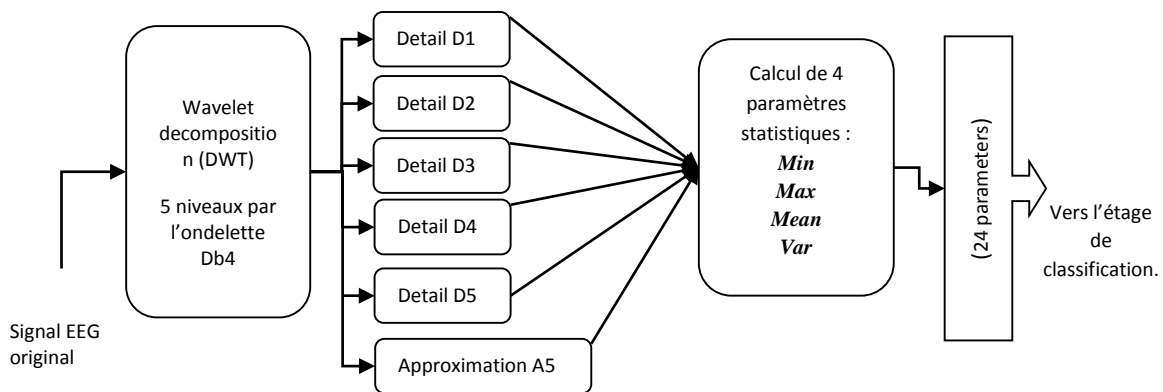 Signal EEG
original
Wavelet
decompositio
n (DWT)
5 niveaux par
l’ondelette
Db4
Detail D1
Detail D2
Detail D3
Detail D4
Detail D5
Approximation A5
Calcul de 4
paramètres
statistiques :
Min
Max
Mean
Var
(24 parameters)
Vers l’étage
de
classification.